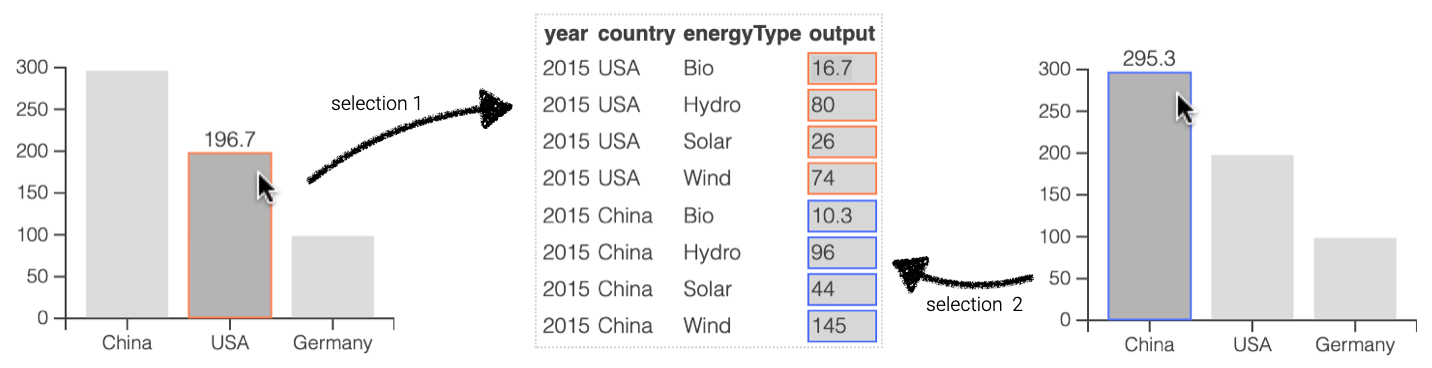 300
250
200
150
100
50
0
196.7
China USA Germany
selection 1
year country energyType output
2015 USA Bio 16.7
2015 USA Hydro 80
2015 USA Solar 26
2015 USA Wind 74
2015 China Bio 10.3
2015 China Hydro 96
2015 China Solar 44
2015 China Wind 145
selection 2
295.3
300
250
200
150
100
50
0
China USA Germany